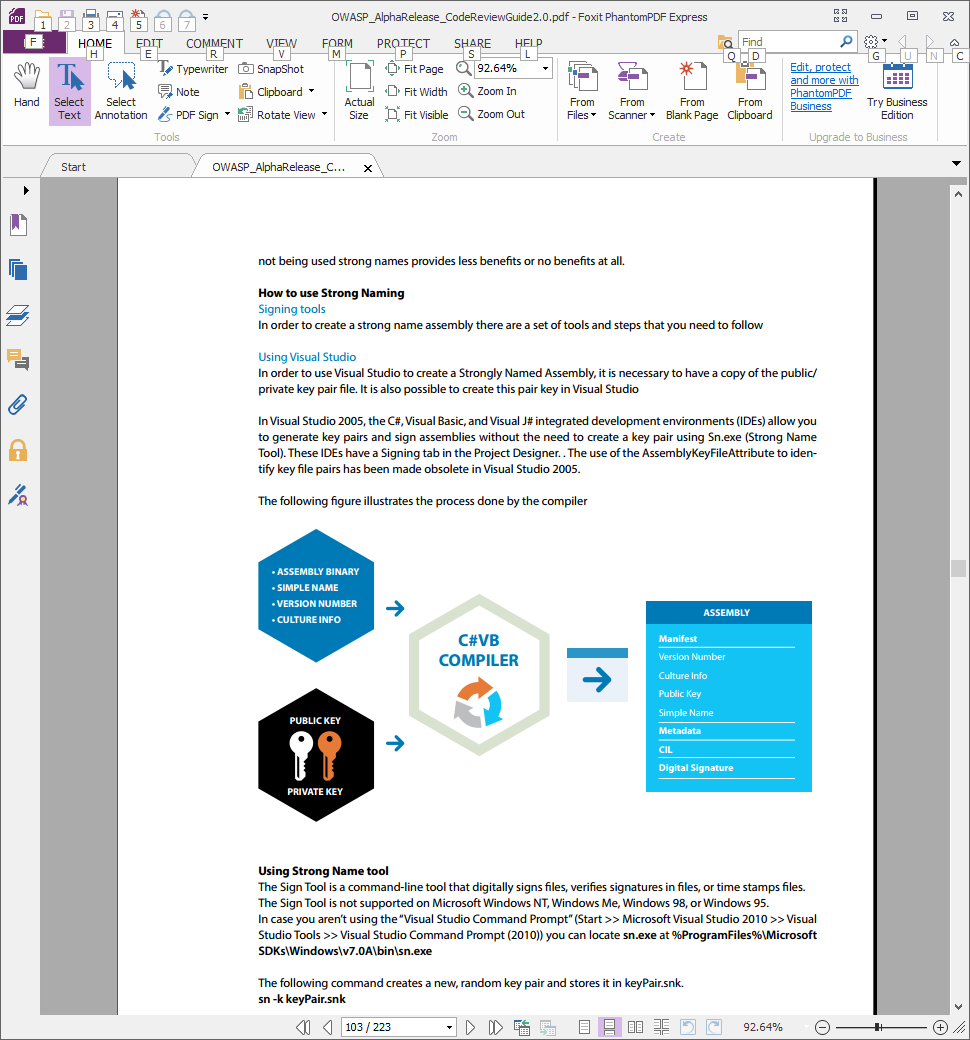 OWASP_AlphaRelease_CodeReviewGuide2.0.pdf - Foxit PhantomPDF Express
PDF
1 2 3 4 5 6 7
F HOME EDIT COMMENT VIEW FORM PROTECT SHARE HELP Find
H E R V M P S L Q D G U N C
Hand
Select
Text
Select
Annotation
Typewriter
Note
PDF Sign
SnapShot
Clipboard
Rotate View
Tools
Actual
Size
Fit Page
Fit Width
Fit Visible
92.64%
Zoom In
Zoom Out
Zoom
From
Files
From
Scanner
From
Blank Page
From
Clipboard
Create
Edit, protect
and more with
PhantomPDF
Business
Try Business
Edition
Upgrade to Business
Start
OWASP_AlphaRelease_C...
not being used strong names provides less benefits or no benefits at all.
How to use Strong Naming
Signing tools
In order to create a strong name assembly there are a set of tools and steps that you need to follow
Using Visual Studio
In order to use Visual Studio to create a Strongly Named Assembly, it is necessary to have a copy of the public/
private key pair file. It is also possible to create this pair key in Visual Studio
In Visual Studio 2005, the C#, Visual Basic, and Visual J# integrated development environments (IDEs) allow you
to generate key pairs and sign assemblies without the need to create a key pair using Sn.exe (Strong Name
Tool). These IDEs have a Signing tab in the Project Designer. . The use of the AssemblyKeyFileAttribute to iden-
tify key file pairs has been made obsolete in Visual Studio 2005.
The following figure illustrates the process done by the compiler
• ASSEMBLY BINARY
• SIMPLE NAME
• VERSION NUMBER
• CULTURE INFO
PUBLIC KEY
PRIVATE KEY
C#VB
COMPILER
ASSEMBLY
Manifest
Version Number
Culture Info
Public Key
Simple Name
Metadata
CIL
Digital Signature
Using Strong Name tool
The Sign Tool is a command-line tool that digitally signs files, verifies signatures in files, or time stamps files.
The Sign Tool is not supported on Microsoft Windows NT, Windows Me, Windows 98, or Windows 95.
In case you aren't using the "Visual Studio Command Prompt" (Start >> Microsoft Visual Studio 2010 >> Visual
Studio Tools >> Visual Studio Command Prompt (2010)) you can locate sn.exe at %ProgramFiles%\Microsoft
SDKs\Windows\v7.0A\bin\sn.exe
The following command creates a new, random key pair and stores it in keyPair.snk.
sn -k keyPair.snk
103 / 223
92.64%